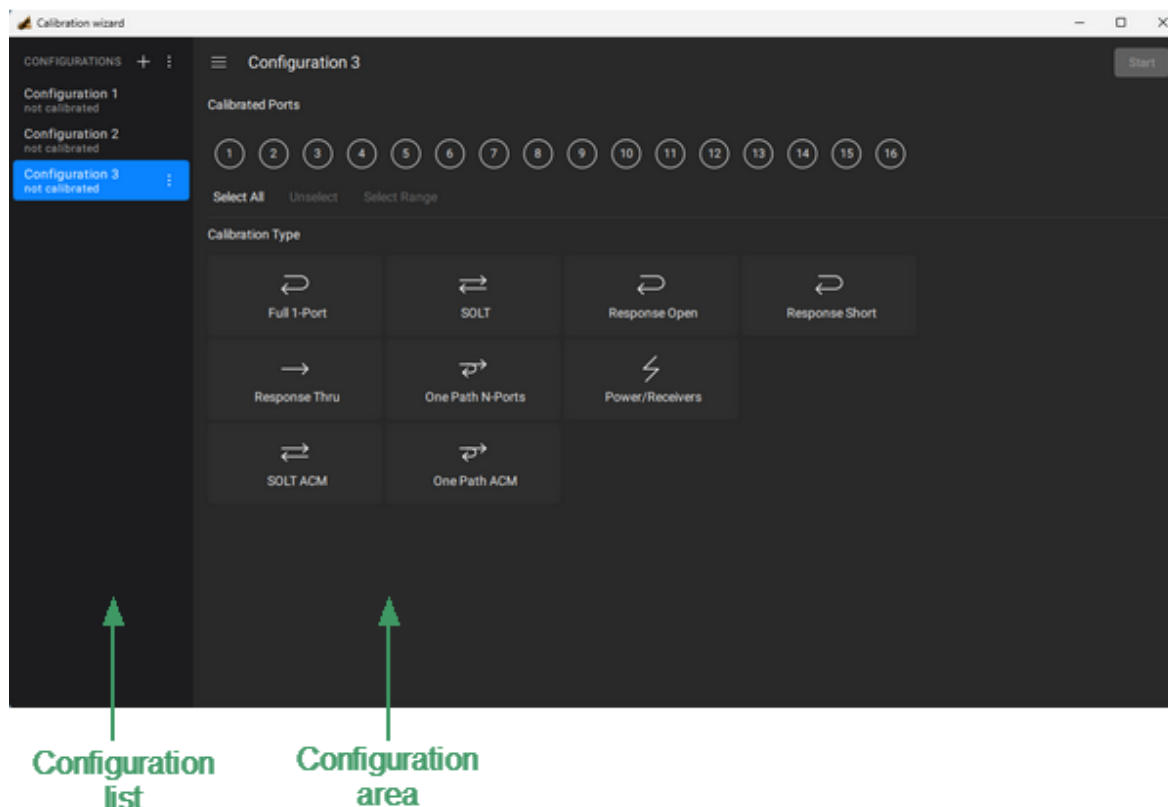 Calibration wizard
CONFIGURATIONS
Configuration 3
Start
Configuration 1
not calibrated
Configuration 2
not calibrated
Configuration 3
not calibrated
Calibrated Ports
1 2 3 4 5 6 7 8 9 10 11 12 13 14 15 16
Select All Unselect Select Range
Calibration Type
Full 1-Port SOLT Response Open Response Short
Response Thru One Path N-Ports Power/Receivers
SOLT ACM One Path ACM
Configuration
list
Configuration
area